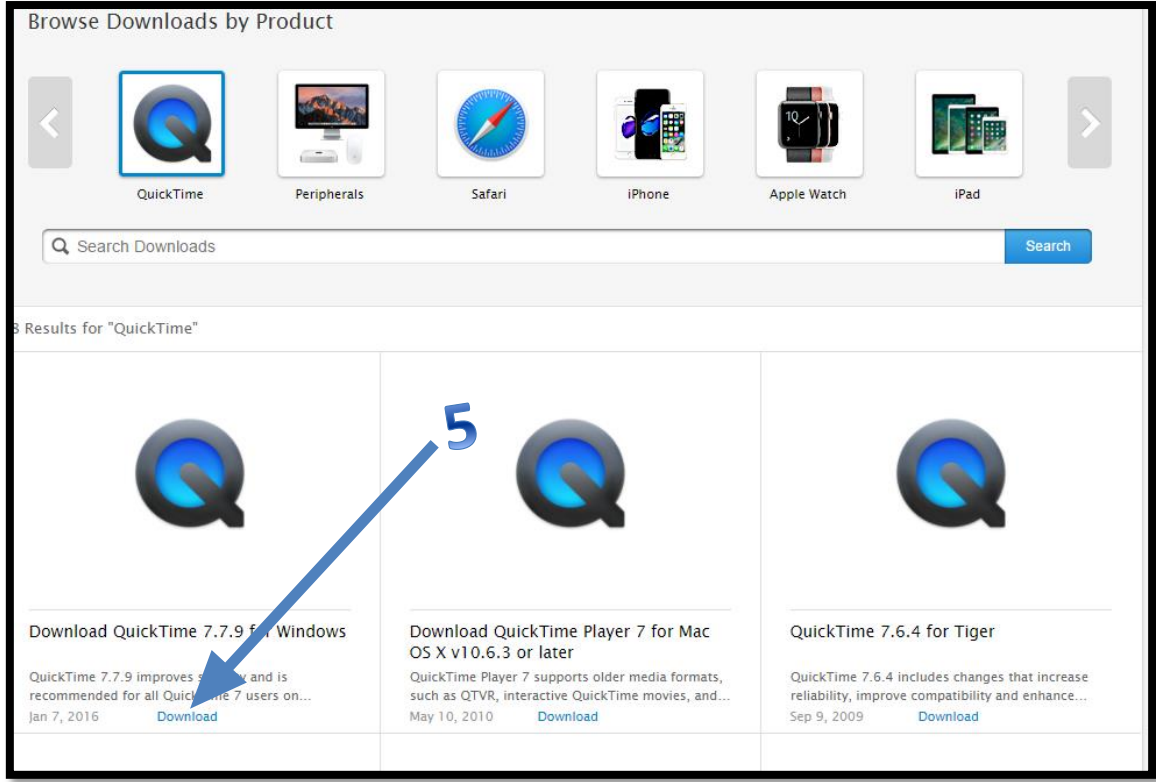 Browse Downloads by Product
QuickTime
Peripherals
Safari
iPhone
Apple Watch
iPad
Search Downloads
Search
8 Results for "QuickTime"
5
Download QuickTime 7.7.9 for Windows
QuickTime 7.7.9 improves and is
recommended for all QuickTime 7 users on...
Jan 7, 2016 Download
Download QuickTime Player 7 for Mac
OS X v10.6.3 or later
QuickTime Player 7 supports older media formats,
such as QTVR, interactive QuickTime movies, and...
May 10, 2010 Download
QuickTime 7.6.4 for Tiger
QuickTime 7.6.4 includes changes that increase
reliability, improve compatibility and enhance...
Sep 9, 2009 Download